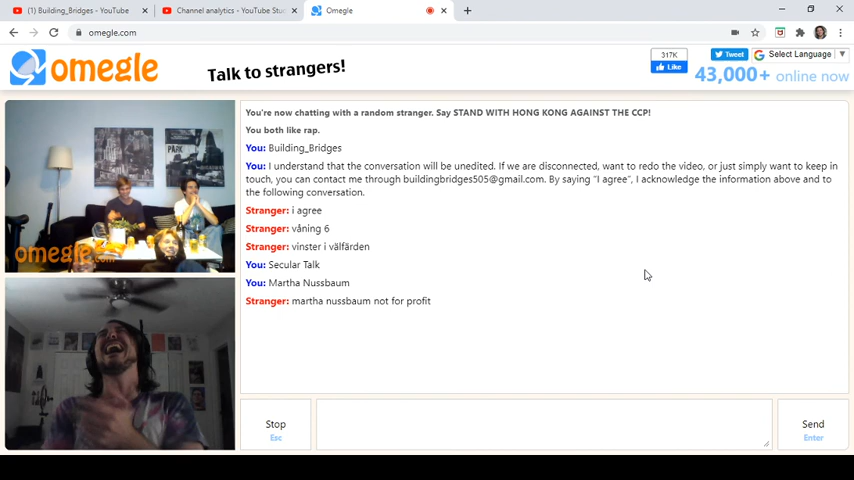 (1) Building_Bridges - YouTube
Channel analytics - YouTube Stu
Omegle
omegle.com
omegle
Talk to strangers!
317K
Like
Tweet
Select Language
43,000+ online now
You're now chatting with a random stranger. Say STAND WITH HONG KONG AGAINST THE CCP!
You both like rap.
You: Building_Bridges
You: I understand that the conversation will be unedited. If we are disconnected, want to redo the video, or just simply want to keep in
touch, you can contact me through buildingbridges505@gmail.com. By saying "I agree", I acknowledge the information above and to
the following conversation.
Stranger: i agree
Stranger: våning 6
Stranger: vinster i välfärden
You: Secular Talk
You: Martha Nussbaum
Stranger: martha nussbaum not for profit
PARK
omegle.com
Stop
Esc
Send
Enter